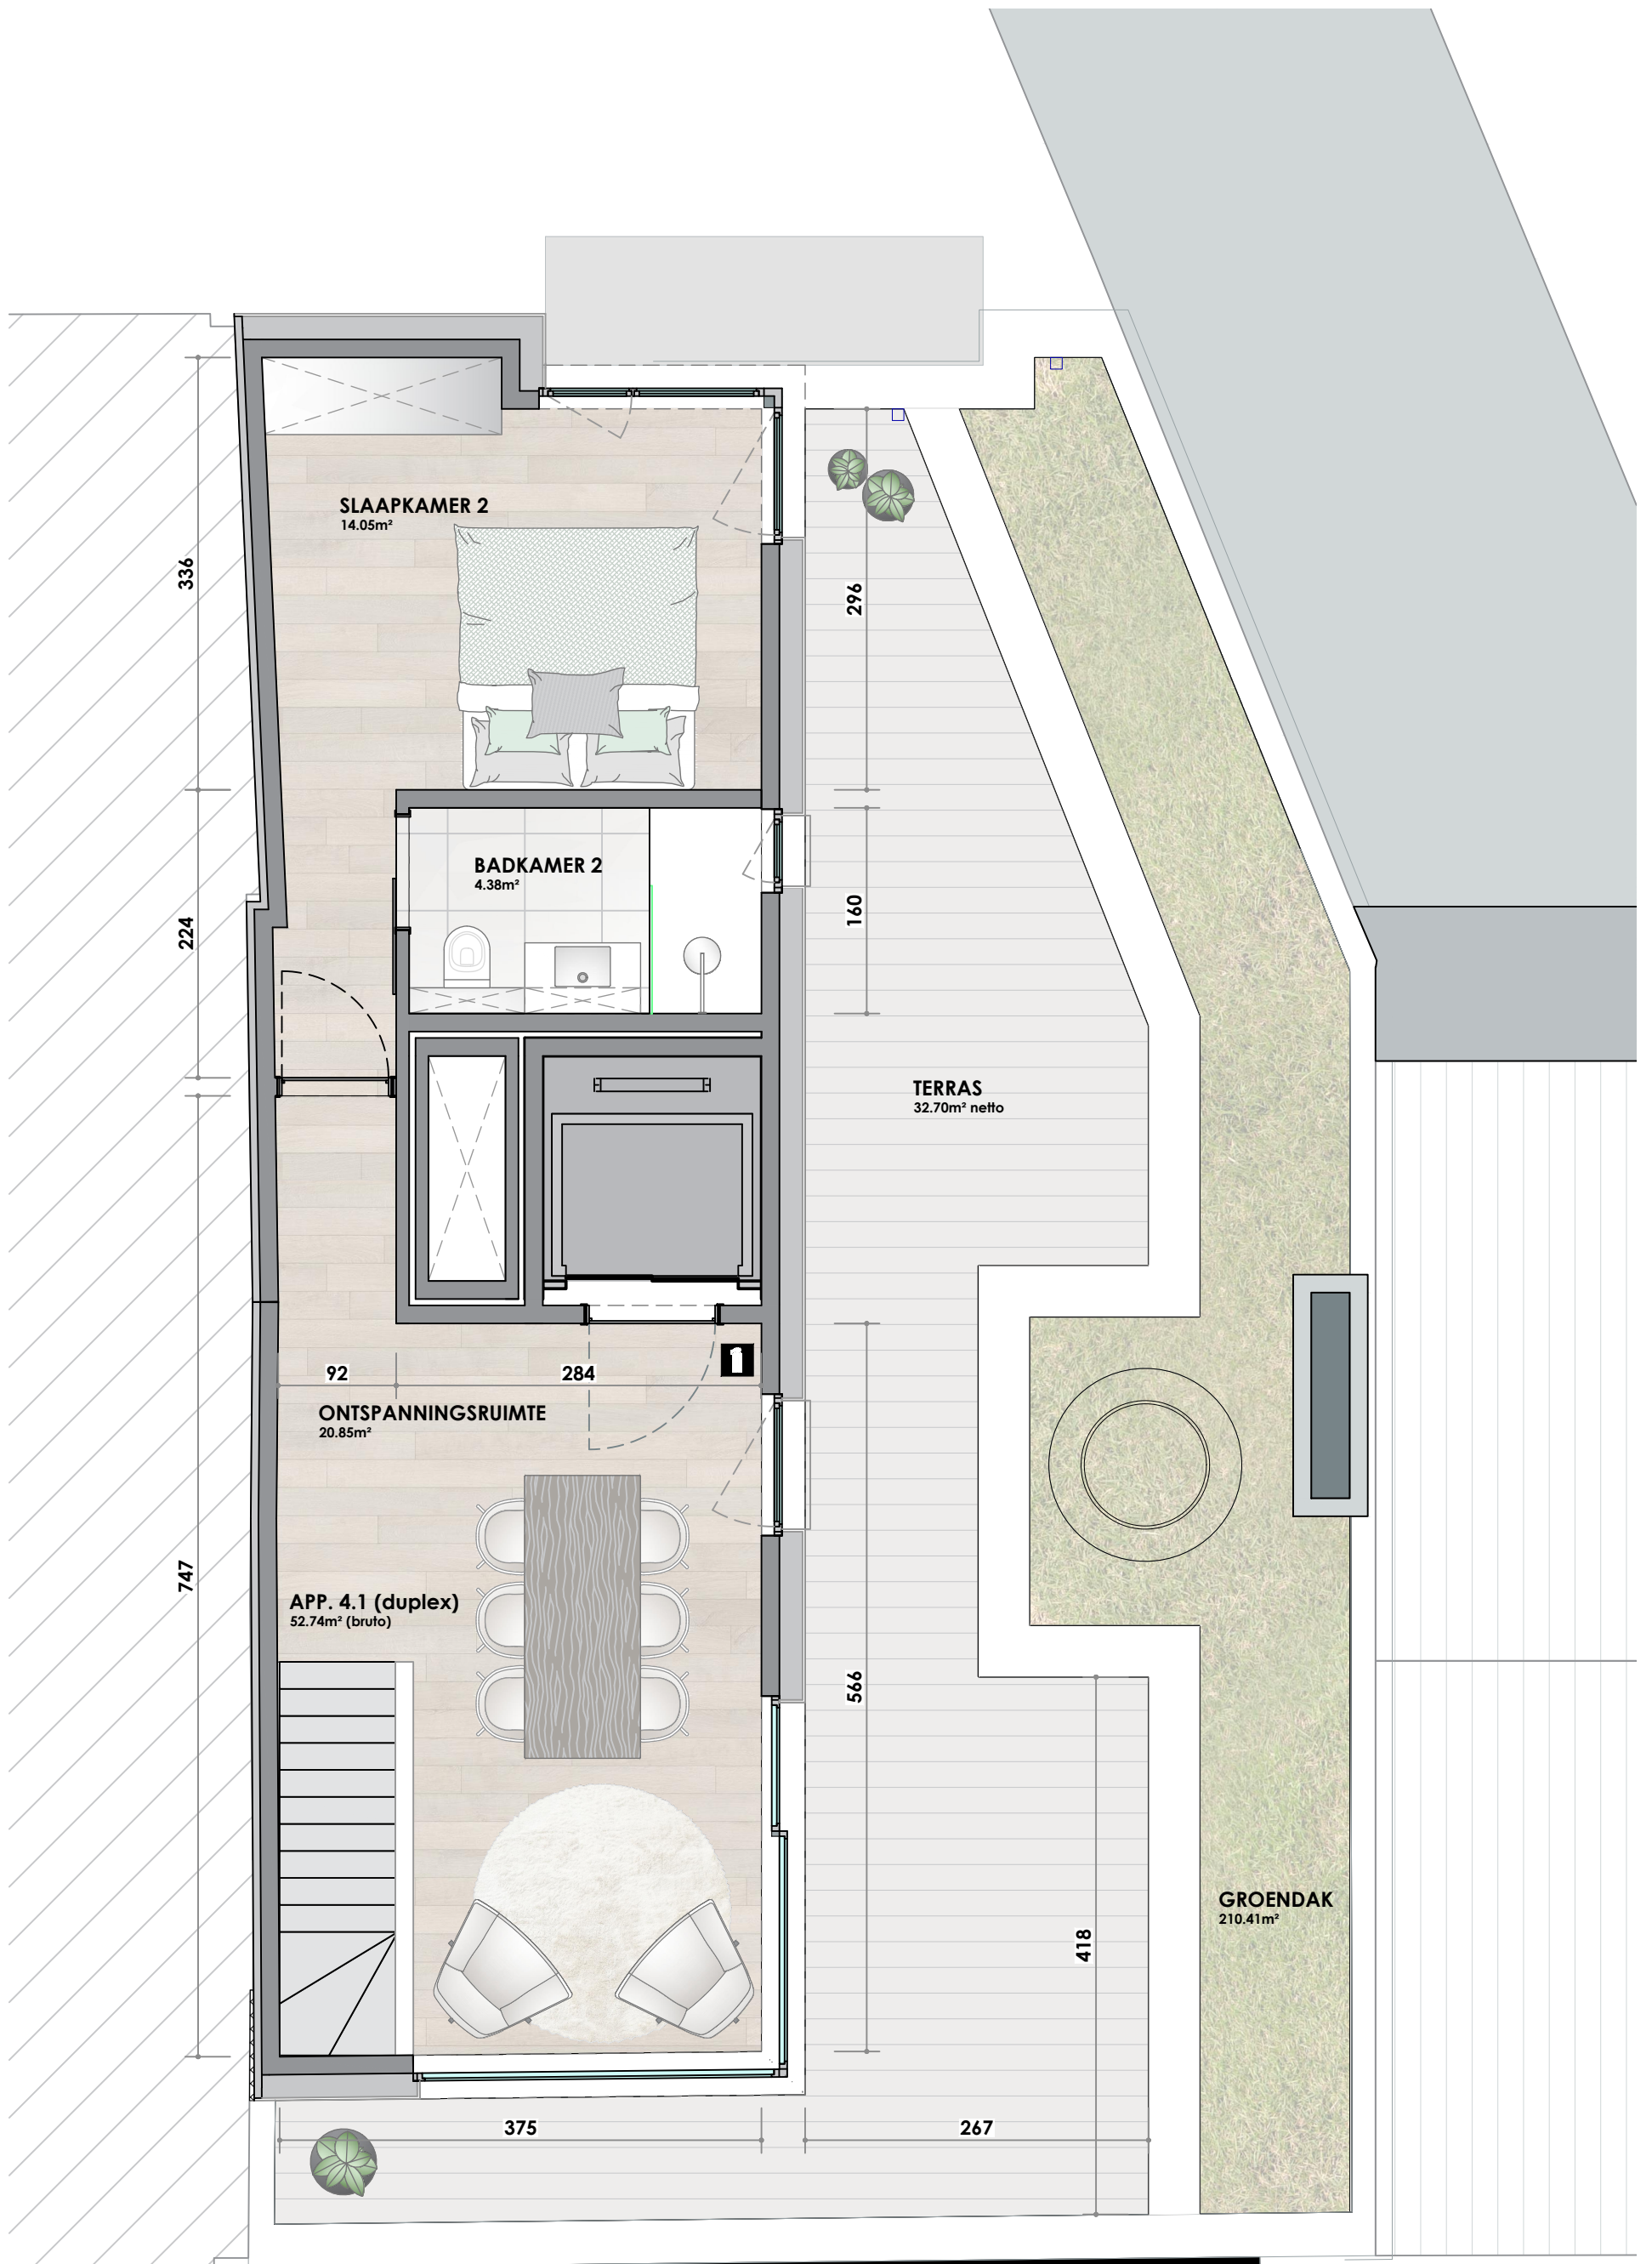 SLAAPKAMER 2
14.05m²
336
296
BADKAMER 2
4.38m²
160
224
TERRAS
32.70m² netto
1
92
284
ONTSPANNINGSRUIMTE
20.85m²
747
APP. 4.1 (duplex)
52.74m² (bruto)
566
GROENDAK
210.41m²
418
375
267